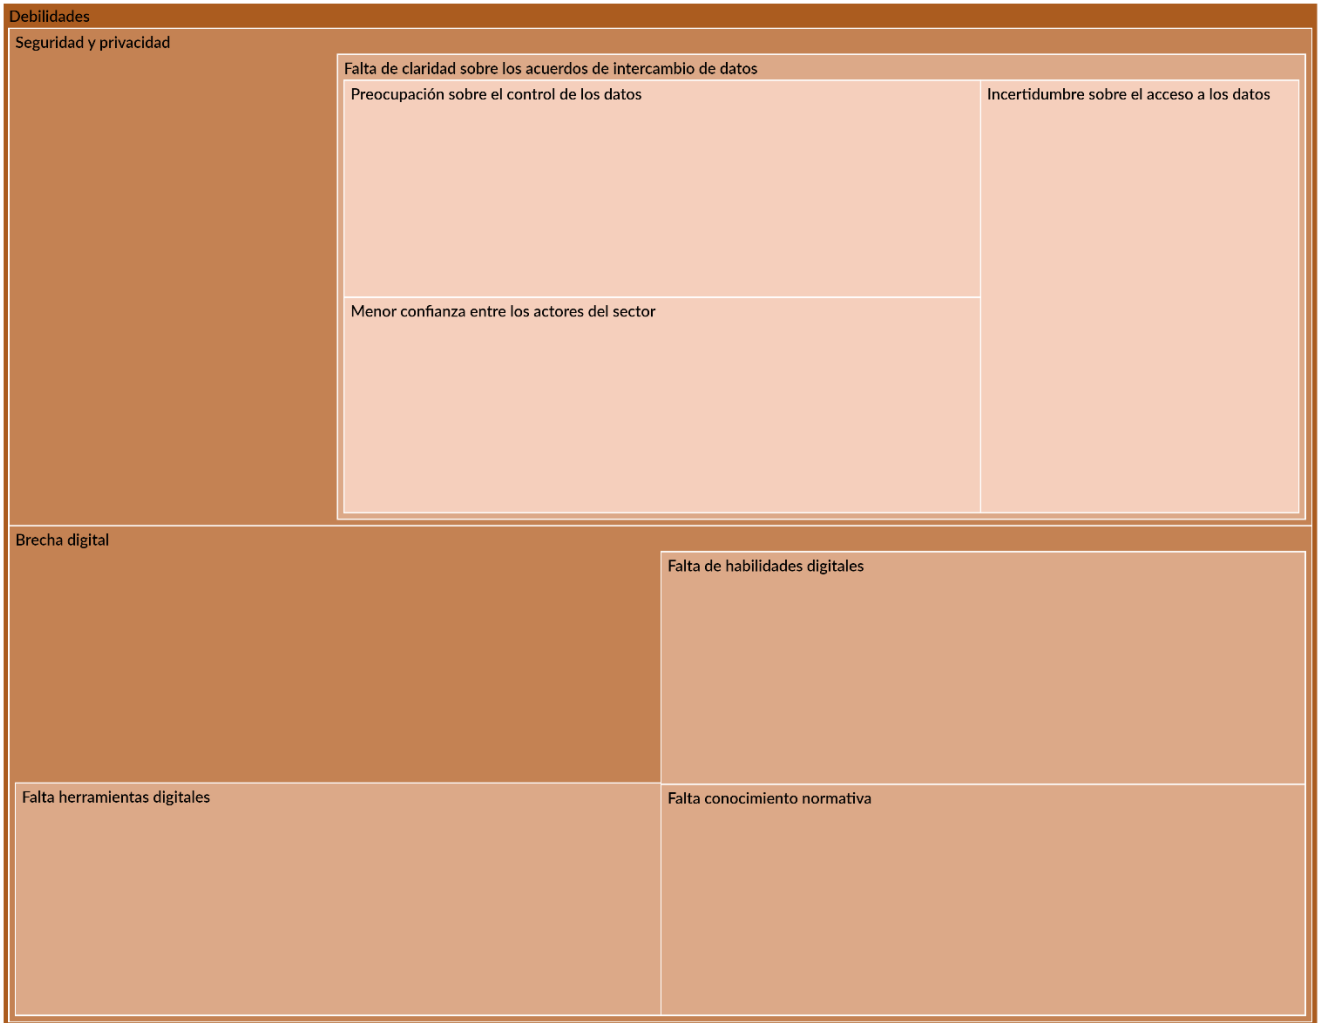 Debilidades
Seguridad y privacidad
Falta de claridad sobre los acuerdos de intercambio de datos
Preocupación sobre el control de los datos
Incertidumbre sobre el acceso a los datos
Menor confianza entre los actores del sector
Brecha digital
Falta de habilidades digitales
Falta herramientas digitales
Falta conocimiento normativa